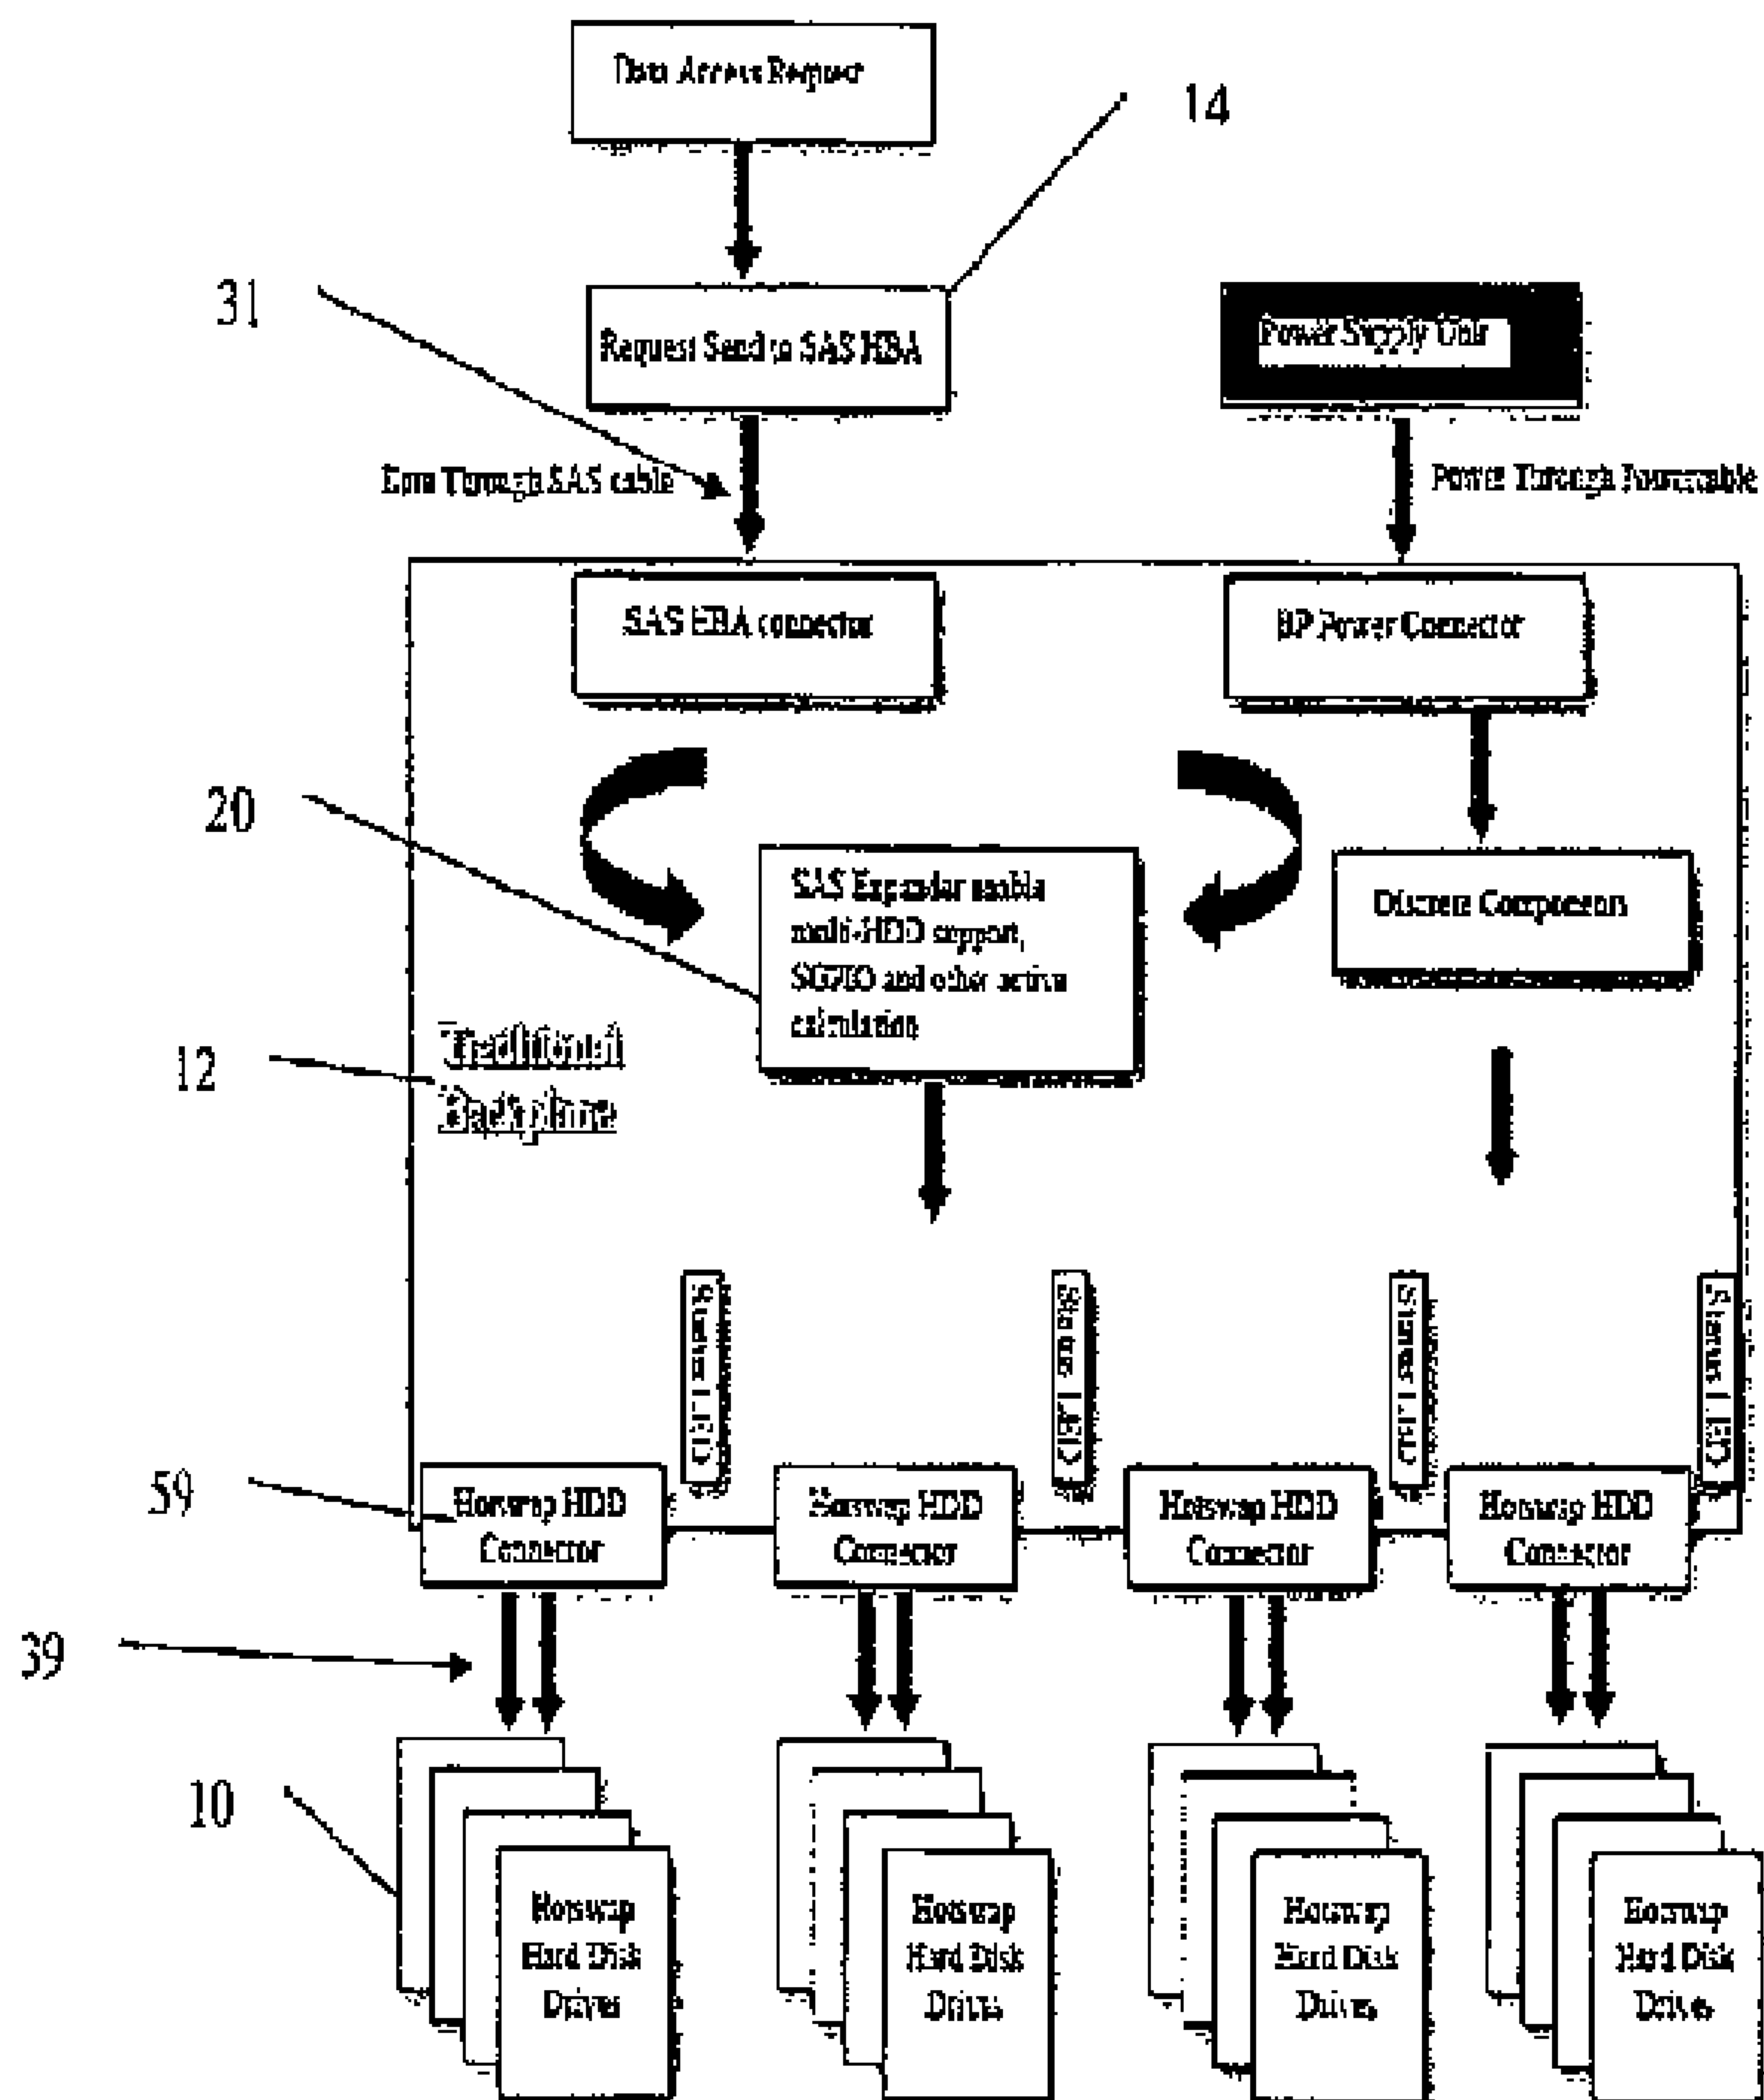 Data Access Request
14
31
Request Send to SAS HBA
Power Supply Unit
Data Through SAS cable
Power Through Powercable
SAS HBA connector
BP Power Connector
20
SAS Expander enable
multi-HDD support,
SGPIO and other active
calculation
Discrete Components
12
Traditional
Backplane
Status LED
Status LED
Status LED
Status LED
59
Hotswap HDD
Connector
Hotswap HDD
Connector
Hotswap HDD
Connector
Hotswap HDD
Connector
39
10
Hotswap
Hard Disk
Drives
Hotswap
Hard Disk
Drives
Hotswap
Hard Disk
Drives
Hotswap
Hard Disk
Drives